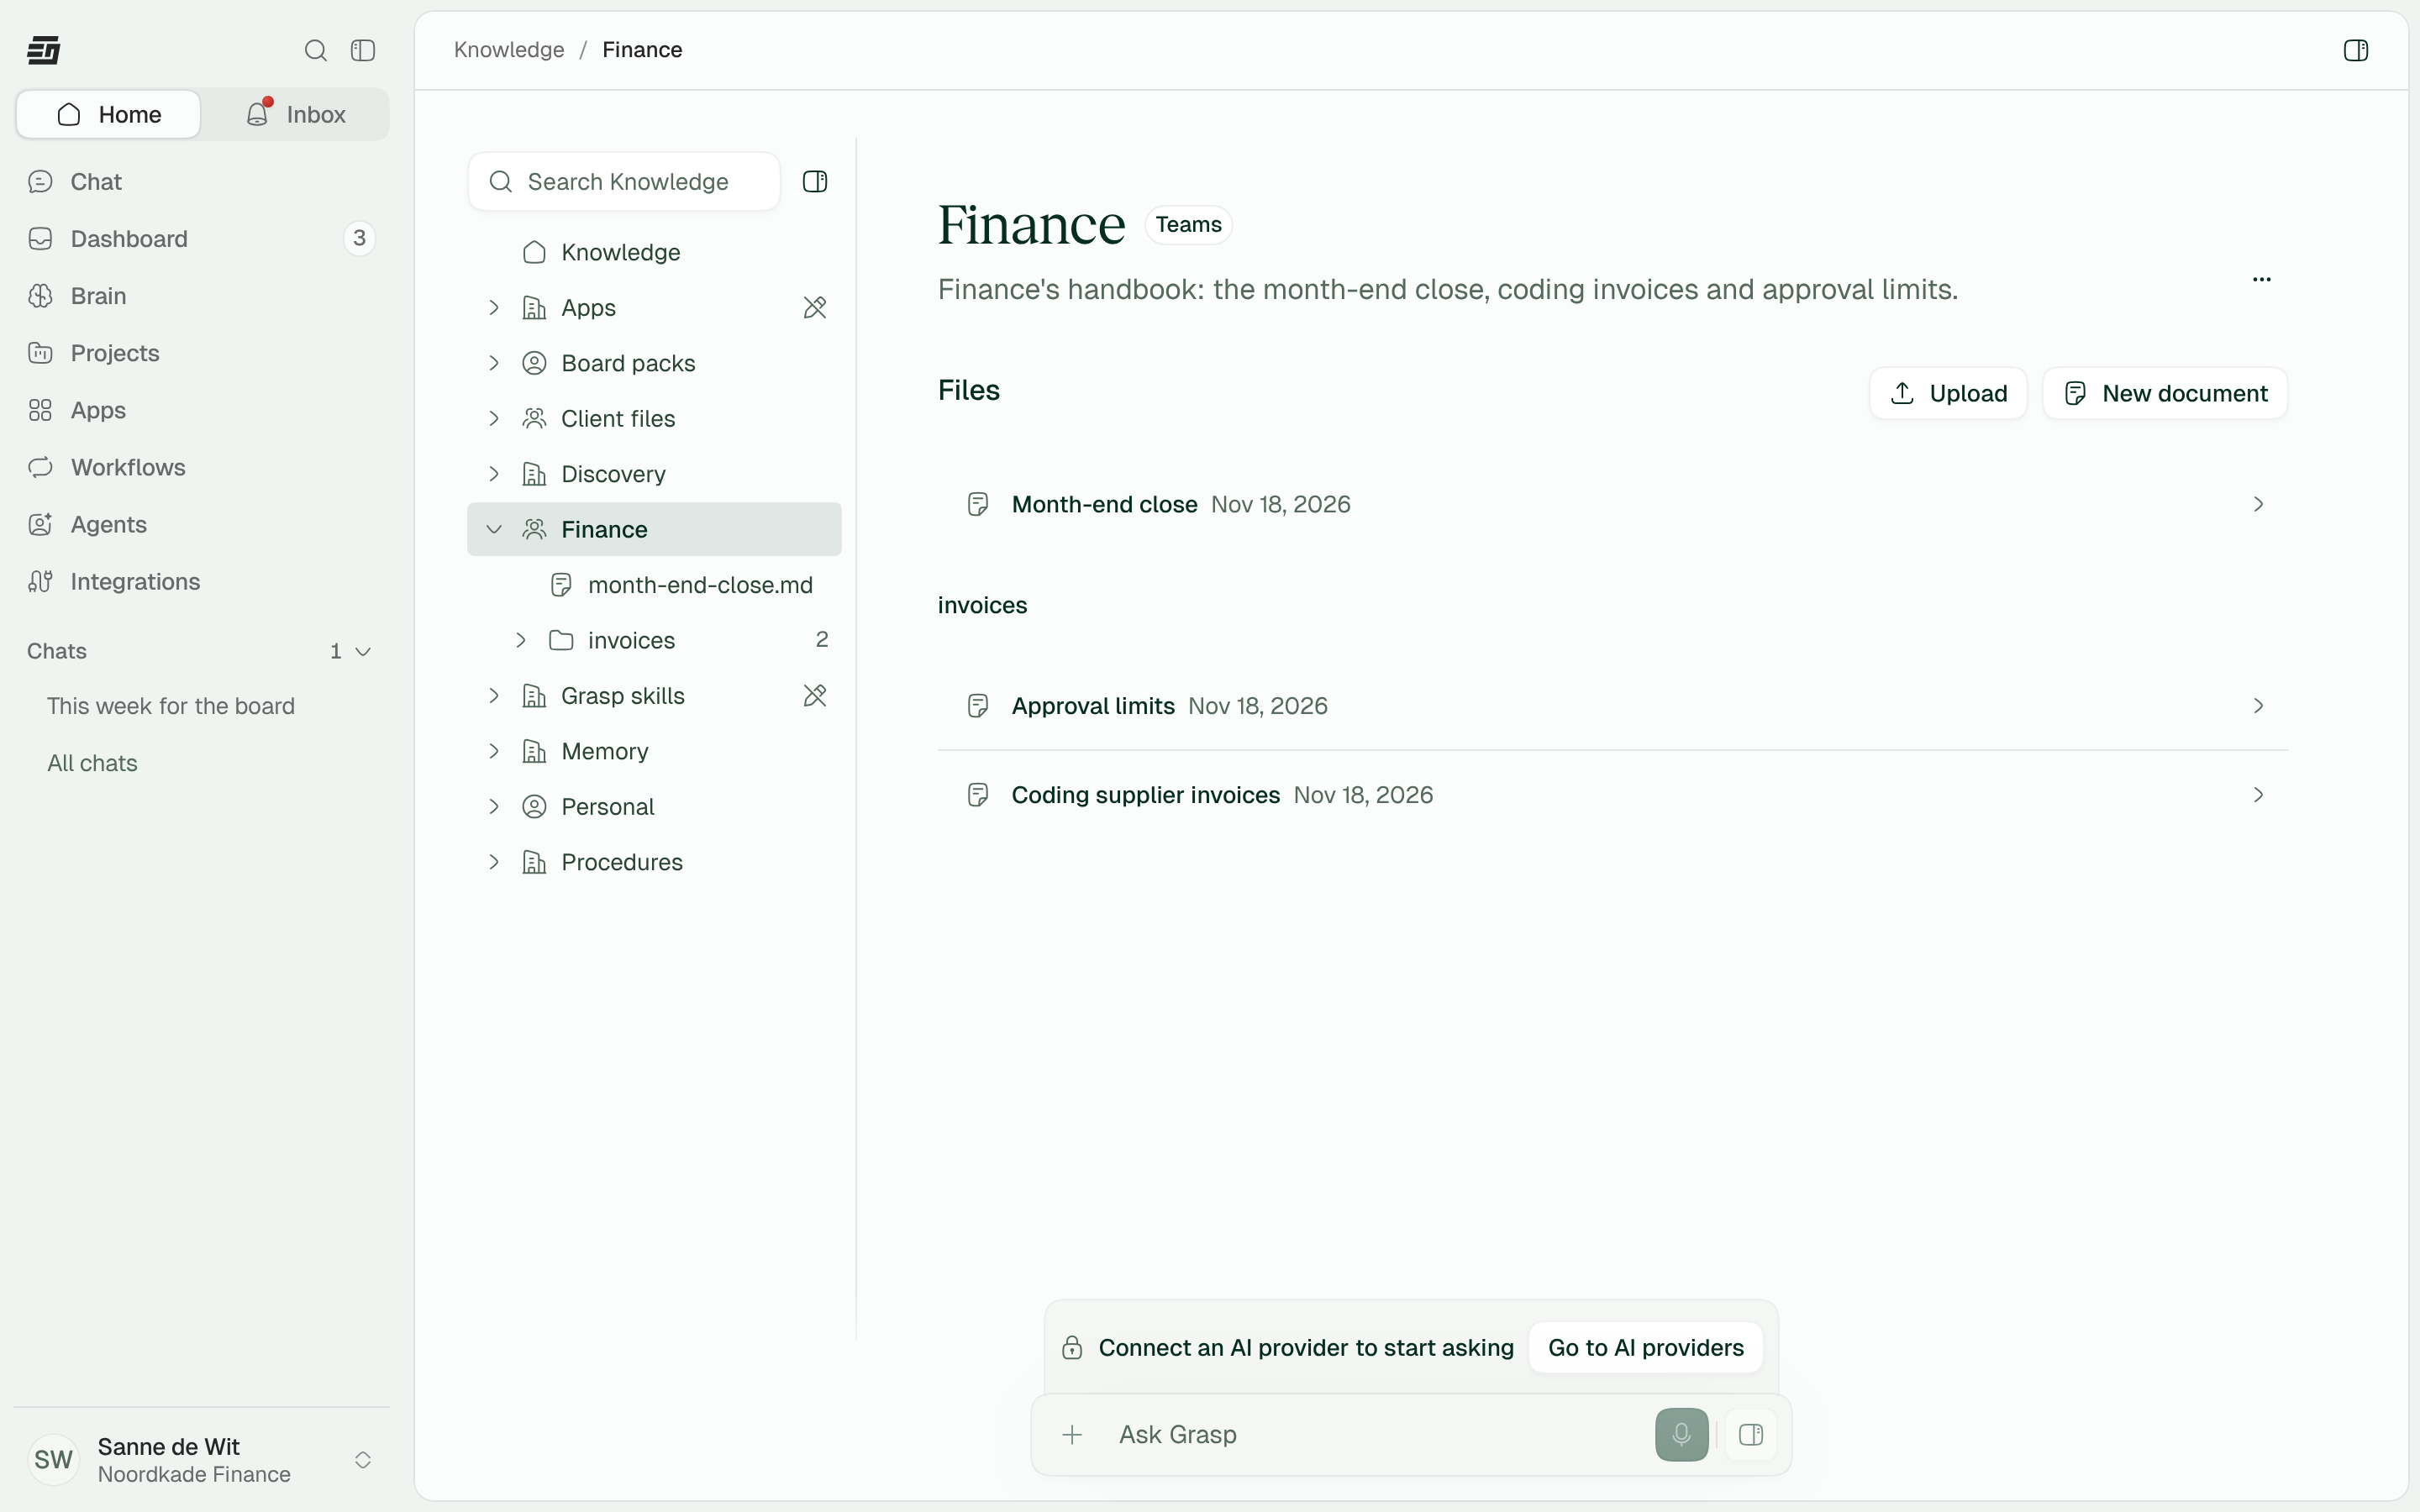 Home
Inbox
Chat
Dashboard 3
Brain
Projects
Apps
Workflows
Agents
Integrations
Chats 1
This week for the board
All chats
SW
Sanne de Wit
Noordkade Finance
Knowledge / Finance
Search Knowledge
Knowledge
Apps
Board packs
Client files
Discovery
Finance
month-end-close.md
invoices 2
Grasp skills
Memory
Personal
Procedures
Finance Teams
Finance's handbook: the month-end close, coding invoices and approval limits.
Files
Upload
New document
Month-end close Nov 18, 2026
invoices
Approval limits Nov 18, 2026
Coding supplier invoices Nov 18, 2026
Connect an AI provider to start asking
Go to AI providers
Ask Grasp